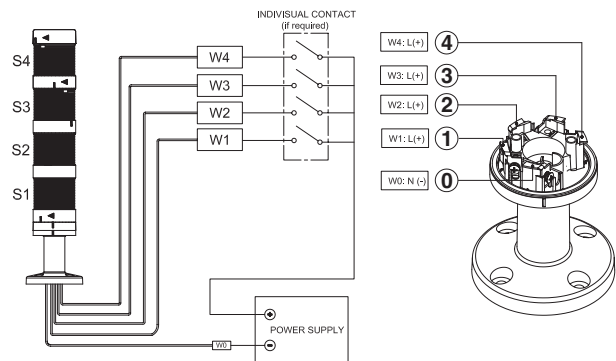 INDIVISUAL CONTACT
(if required)
S4
S3
S2
S1
W4
W3
W2
W1
W0
POWER SUPPLY
W4: L(+) 4
W3: L(+) 3
W2: L(+) 2
W1: L(+) 1
W0: N (-) 0